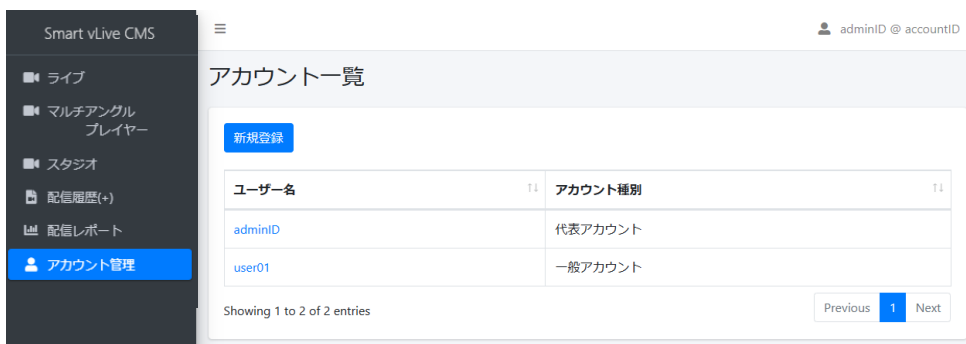 Smart vLive CMS
adminID @ accountID
ライブ
マルチアングル
プレイヤー
スタジオ
配信履歴(+)
配信レポート
アカウント管理
アカウント一覧
新規登録
ユーザー名 アカウント種別
adminID 代表アカウント
user01 一般アカウント
Showing 1 to 2 of 2 entries
Previous 1 Next